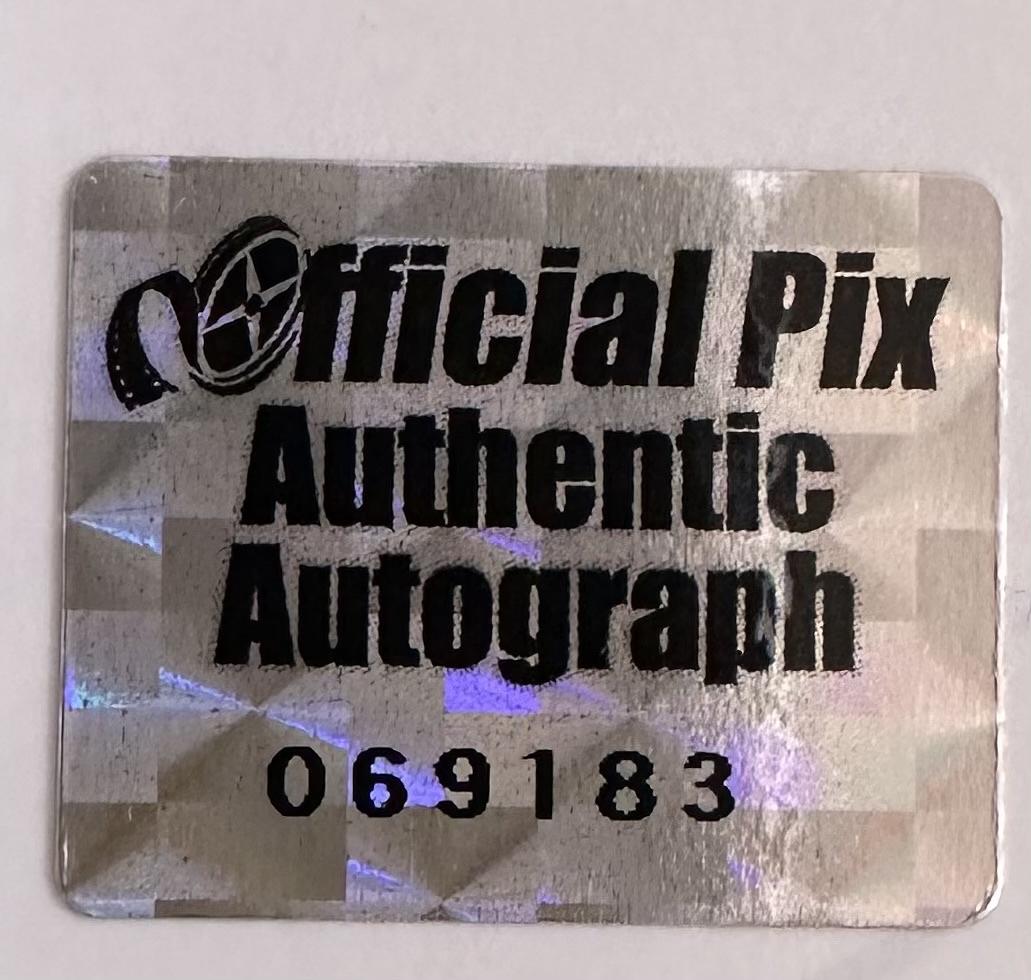 Official Pix
Authentic
Autograph
069183